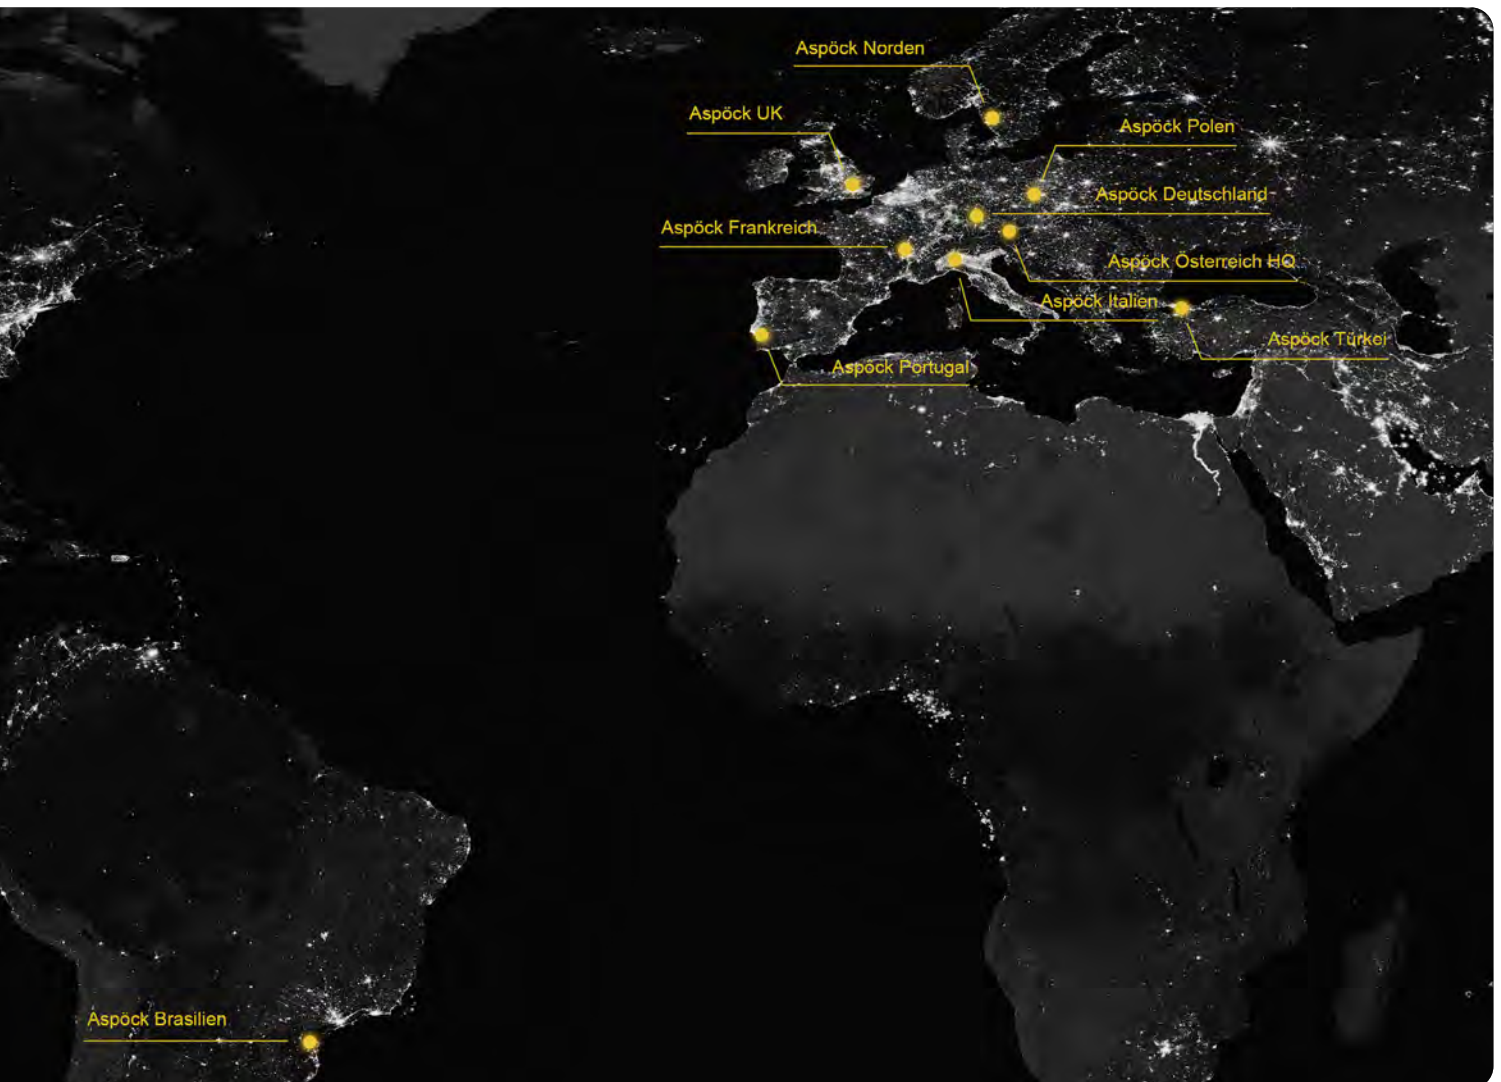 Aspöck Norden
Aspöck UK
Aspöck Polen
Aspöck Deutschland
Aspöck Frankreich
Aspöck Österreich HQ
Aspöck Italien
Aspöck Türkei
Aspöck Portugal
Aspöck Brasilien